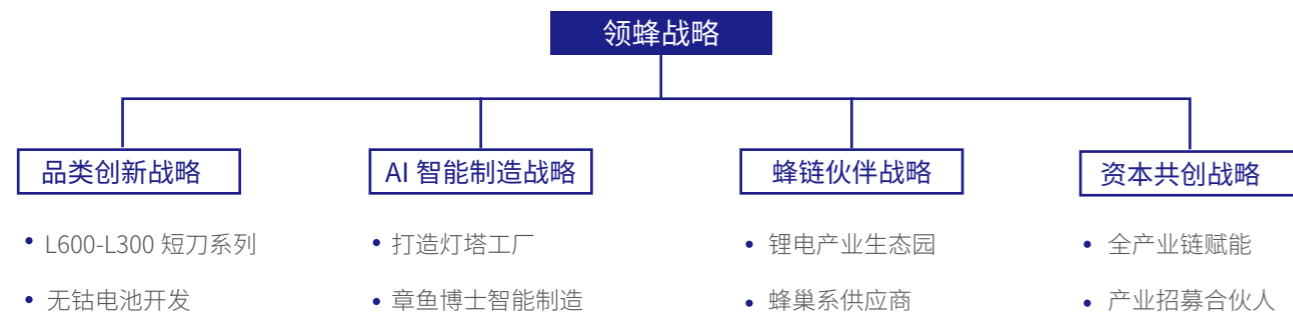 领蜂战略
品类创新战略
AI 智能制造战略
蜂链伙伴战略
资本共创战略
• L600-L300 短刀系列
• 打造灯塔工厂
• 锂电产业生态园
• 全产业链赋能
• 无钴电池开发
• 章鱼博士智能制造
• 蜂巢系供应商
• 产业招募合伙人